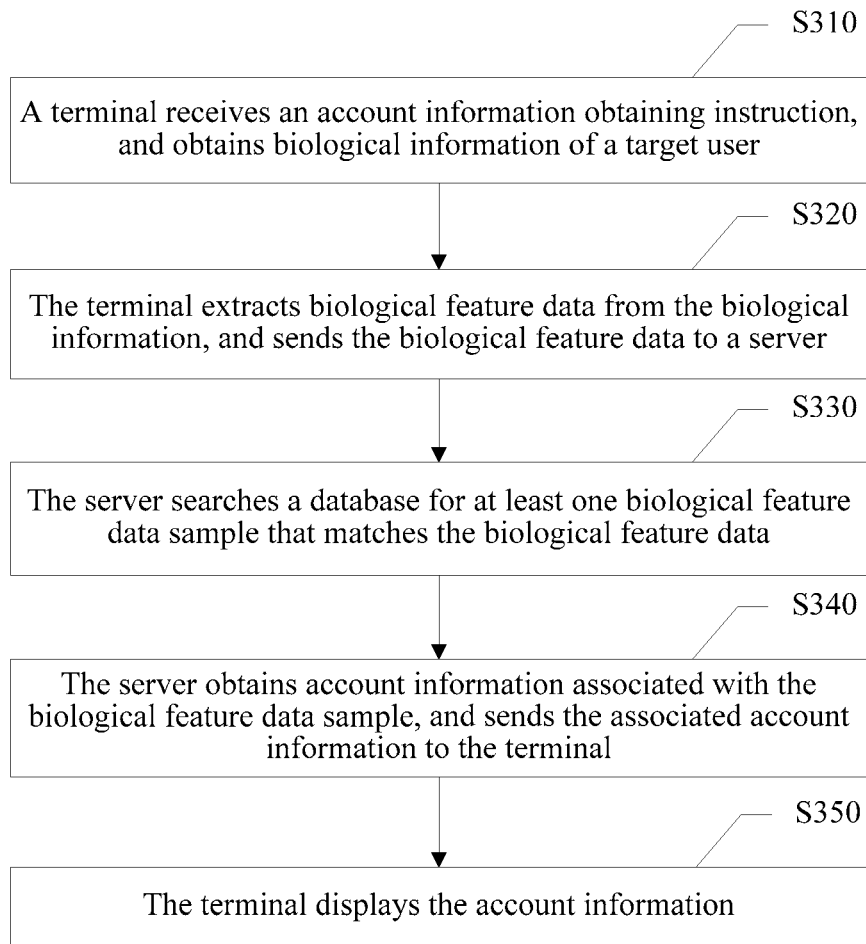 S310
A terminal receives an account information obtaining instruction,
and obtains biological information of a target user
S320
The terminal extracts biological feature data from the biological
information, and sends the biological feature data to a server
S330
The server searches a database for at least one biological feature
data sample that matches the biological feature data
S340
The server obtains account information associated with the
biological feature data sample, and sends the associated account
information to the terminal
S350
The terminal displays the account information